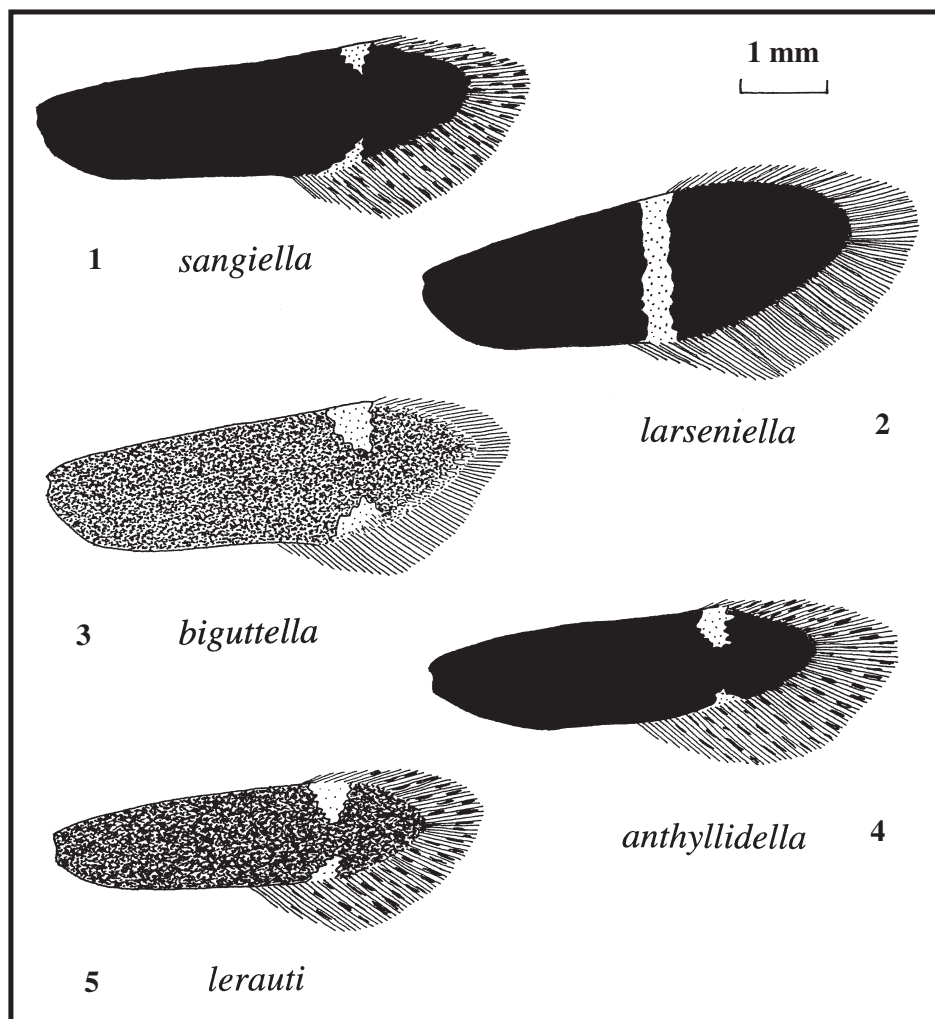 1 mm
1 sangiella
larseniella 2
3 biguttella
anthyllidella 4
5 lerauti